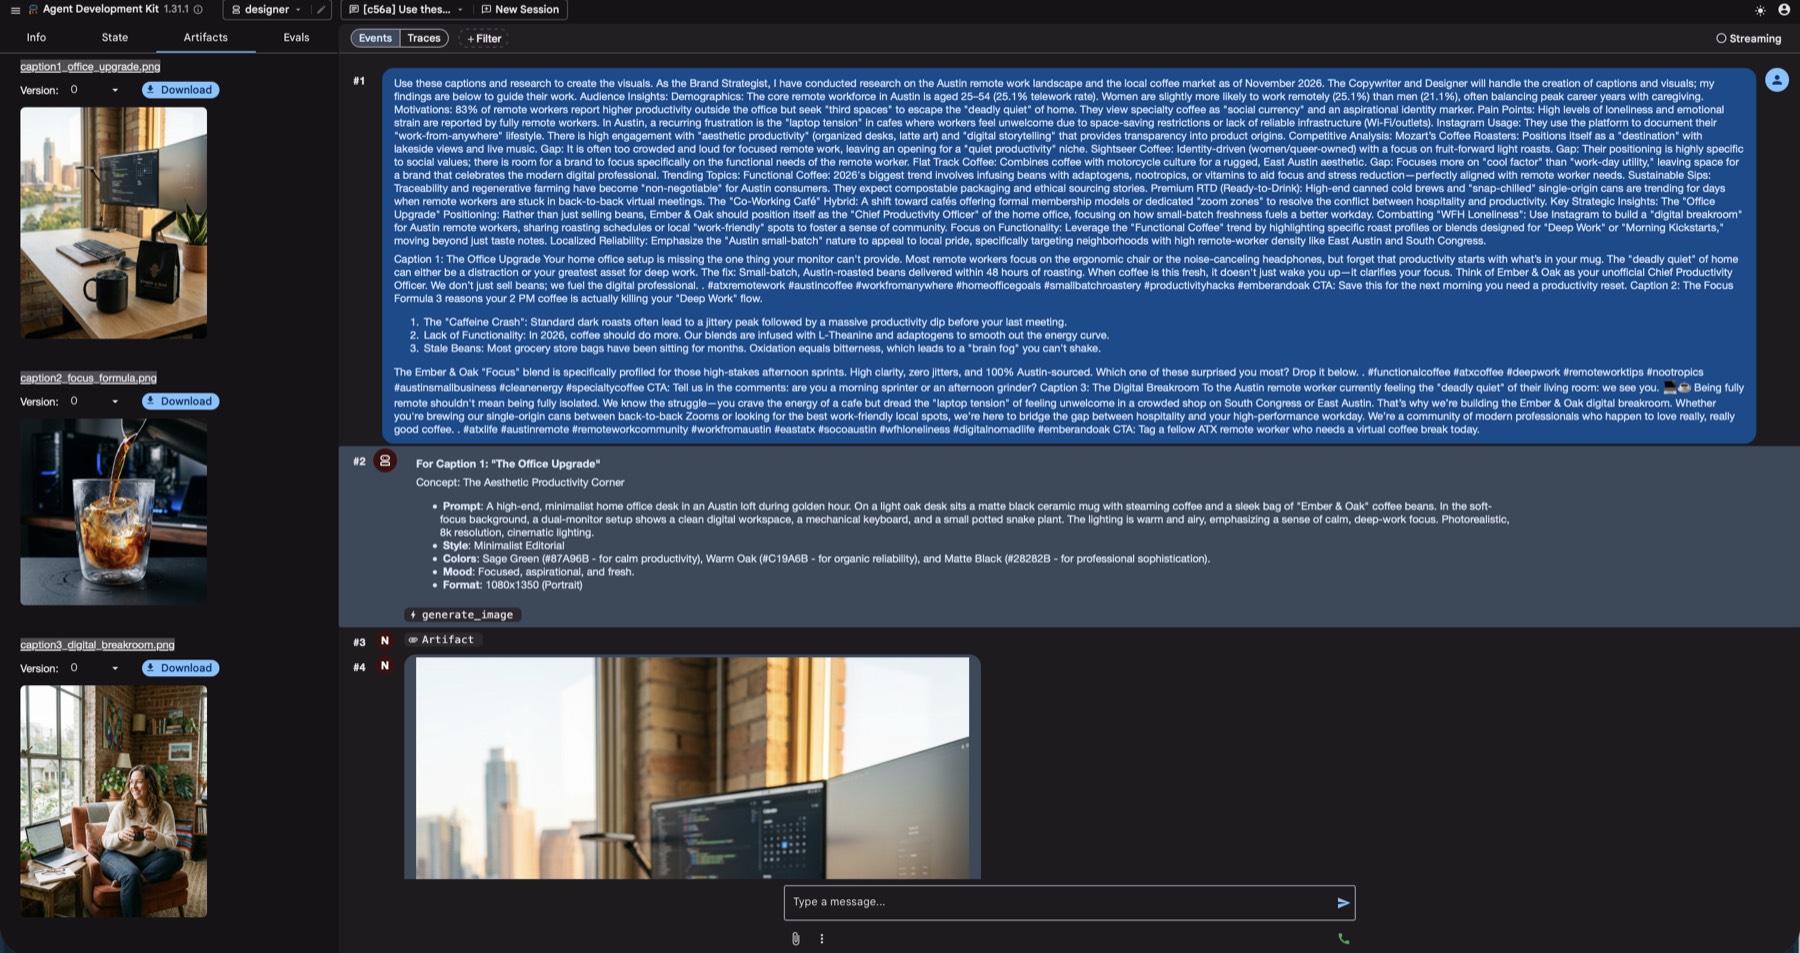 Agent Development Kit 1.31.1
designer
[c56a] Use thes...
New Session
Info
State
Artifacts
Evals
Events
Traces
+ Filter
Streaming
caption1_office_upgrade.png
Version: 0
Download
caption2_focus_formula.png
Version: 0
Download
caption3_digital_breakroom.png
Version: 0
Download
#1
Use these captions and research to create the visuals. As the Brand Strategist, I have conducted research on the Austin remote work landscape and the local coffee market as of November 2026. The Copywriter and Designer will handle the creation of captions and visuals; my
findings are below to guide their work. Audience Insights: Demographics: The core remote workforce in Austin is aged 25–54 (25.1% telework rate). Women are slightly more likely to work remotely (25.1%) than men (21.1%), often balancing peak career years with caregiving.
Motivations: 83% of remote workers report higher productivity outside the office but seek "third spaces" to escape the "deadly quiet" of home. They view specialty coffee as "social currency" and an aspirational identity marker. Pain Points: High levels of loneliness and emotional
strain are reported by fully remote workers. In Austin, a recurring frustration is the "laptop tension" in cafes where workers feel unwelcome due to space-saving restrictions or lack of reliable infrastructure (Wi-Fi/outlets). Instagram Usage: They use the platform to document their
"work-from-anywhere" lifestyle. There is high engagement with "aesthetic productivity" (organized desks, latte art) and "digital storytelling" that provides transparency into product origins. Competitive Analysis: Mozart's Coffee Roasters: Positions itself as a "destination" with
lakeside views and live music. Gap: It is often too crowded and loud for focused remote work, leaving an opening for a "quiet productivity" niche. Sightseer Coffee: Identity-driven (women/queer-owned) with a focus on fruit-forward light roasts. Gap: Their positioning is highly specific
to social values; there is room for a brand to focus specifically on the functional needs of the remote worker. Flat Track Coffee: Combines coffee with motorcycle culture for a rugged, East Austin aesthetic. Gap: Focuses more on "cool factor" than "work-day utility," leaving space for
a brand that celebrates the modern digital professional. Trending Topics: Functional Coffee: 2026's biggest trend involves infusing beans with adaptogens, nootropics, or vitamins to aid focus and stress reduction—perfectly aligned with remote worker needs. Sustainable Sips:
Traceability and regenerative farming have become "non-negotiable" for Austin consumers. They expect compostable packaging and ethical sourcing stories. Premium RTD (Ready-to-Drink): High-end canned cold brews and "snap-chilled" single-origin cans are trending for days
when remote workers are stuck in back-to-back virtual meetings. The "Co-Working Café" Hybrid: A shift toward cafés offering formal membership models or dedicated "zoom zones" to resolve the conflict between hospitality and productivity. Key Strategic Insights: The "Office
Upgrade" Positioning: Rather than just selling beans, Ember & Oak should position itself as the "Chief Productivity Officer" of the home office, focusing on how small-batch freshness fuels a better workday. Combatting "WFH Loneliness": Use Instagram to build a "digital breakroom"
for Austin remote workers, sharing roasting schedules or local "work-friendly" spots to foster a sense of community. Focus on Functionality: Leverage the "Functional Coffee" trend by highlighting specific roast profiles or blends designed for "Deep Work" or "Morning Kickstarts,"
moving beyond just taste notes. Localized Reliability: Emphasize the "Austin small-batch" nature to appeal to local pride, specifically targeting neighborhoods with high remote-worker density like East Austin and South Congress.
Caption 1: The Office Upgrade Your home office setup is missing the one thing your monitor can't provide. Most remote workers focus on the ergonomic chair or the noise-canceling headphones, but forget that productivity starts with what's in your mug. The "deadly quiet" of home
can either be a distraction or your greatest asset for deep work. The fix: Small-batch, Austin-roasted beans delivered within 48 hours of roasting. When coffee is this fresh, it doesn't just wake you up—it clarifies your focus. Think of Ember & Oak as your unofficial Chief Productivity
Officer. We don't just sell beans; we fuel the digital professional. . #atxremotework #austincoffee #workfromanywhere #homeofficegoals #smallbatchroastery #productivityhacks #emberandoak CTA: Save this for the next morning you need a productivity reset. Caption 2: The Focus
Formula 3 reasons your 2 PM coffee is actually killing your "Deep Work" flow.
1. The "Caffeine Crash": Standard dark roasts often lead to a jittery peak followed by a massive productivity dip before your last meeting.
2. Lack of Functionality: In 2026, coffee should do more. Our blends are infused with L-Theanine and adaptogens to smooth out the energy curve.
3. Stale Beans: Most grocery store bags have been sitting for months. Oxidation equals bitterness, which leads to a "brain fog" you can't shake.
The Ember & Oak "Focus" blend is specifically profiled for those high-stakes afternoon sprints. High clarity, zero jitters, and 100% Austin-sourced. Which one of these surprised you most? Drop it below. . #functionalcoffee #atxcoffee #deepwork #remoteworktips #nootropics
#austinsmallbusiness #cleanenergy #specialtycoffee CTA: Tell us in the comments: are you a morning sprinter or an afternoon grinder? Caption 3: The Digital Breakroom To the Austin remote worker currently feeling the "deadly quiet" of their living room: we see you. 💻☕ Being fully
remote shouldn't mean being fully isolated. We know the struggle—you crave the energy of a cafe but dread the "laptop tension" of feeling unwelcome in a crowded shop on South Congress or East Austin. That's why we're building the Ember & Oak digital breakroom. Whether
you're brewing our single-origin cans between back-to-back Zooms or looking for the best work-friendly local spots, we're here to bridge the gap between hospitality and your high-performance workday. We're a community of modern professionals who happen to love really, really
good coffee. . #atxlife #austinremote #remoteworkcommunity #workfromaustin #eastatx #socoaustin #wfhloneliness #digitalnomadlife #emberandoak CTA: Tag a fellow ATX remote worker who needs a virtual coffee break today.
#2
For Caption 1: "The Office Upgrade"
Concept: The Aesthetic Productivity Corner
• Prompt: A high-end, minimalist home office desk in an Austin loft during golden hour. On a light oak desk sits a matte black ceramic mug with steaming coffee and a sleek bag of "Ember & Oak" coffee beans. In the soft-
focus background, a dual-monitor setup shows a clean digital workspace, a mechanical keyboard, and a small potted snake plant. The lighting is warm and airy, emphasizing a sense of calm, deep-work focus. Photorealistic,
8k resolution, cinematic lighting.
• Style: Minimalist Editorial
• Colors: Sage Green (#87A96B - for calm productivity), Warm Oak (#C19A6B - for organic reliability), and Matte Black (#28282B - for professional sophistication).
• Mood: Focused, aspirational, and fresh.
• Format: 1080x1350 (Portrait)
generate_image
#3
N
Artifact
#4
N
Type a message...